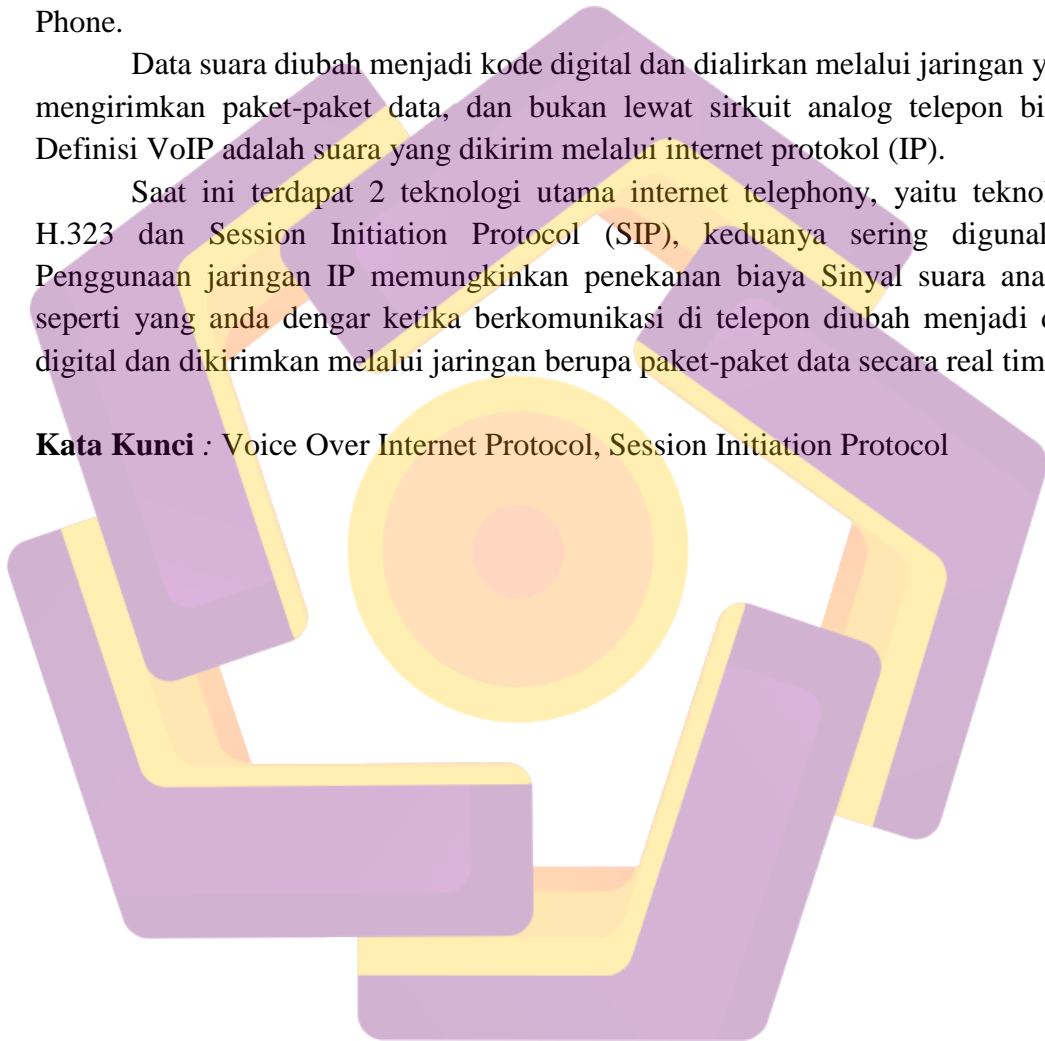 Phone.
Data suara diubah menjadi kode digital dan dialirkan melalui jaringan y
mengirimkan paket-paket data, dan bukan lewat sirkuit analog telepon bi
Definisi VoIP adalah suara yang dikirim melalui internet protokol (IP).
Saat ini terdapat 2 teknologi utama internet telephony, yaitu teknol
H.323 dan Session Initiation Protocol (SIP), keduanya sering digunak
Penggunaan jaringan IP memungkinkan penekanan biaya Sinyal suara ana
seperti yang anda dengar ketika berkomunikasi di telepon diubah menjadi d
digital dan dikirimkan melalui jaringan berupa paket-paket data secara real tim
Kata Kunci : Voice Over Internet Protocol, Session Initiation Protocol